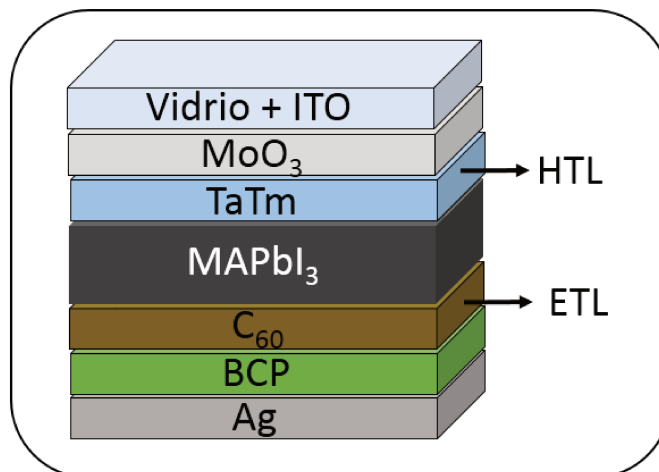 Vidrio + ITO
MoO₃
HTL
TaTm
MAPbI₃
ETL
C₆₀
BCP
Ag